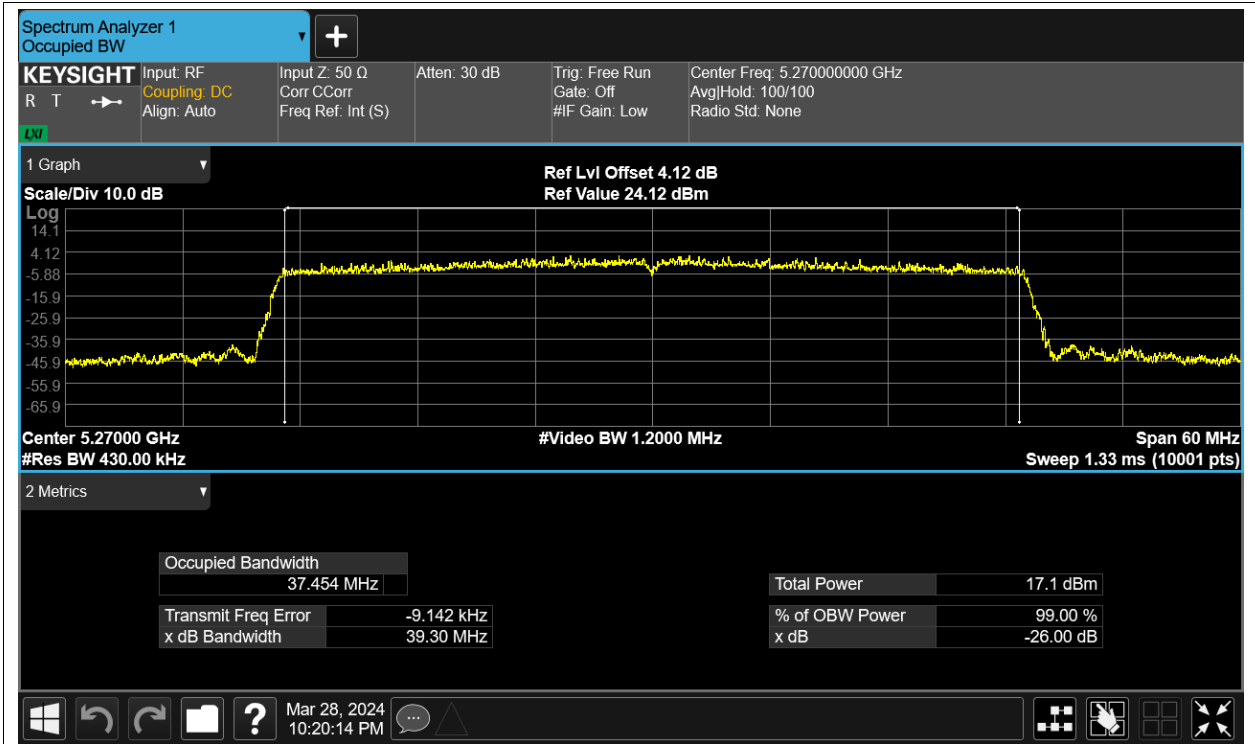 Spectrum Analyzer 1
Occupied BW
KEYSIGHT
R T
LXI
Input: RF
Coupling: DC
Align: Auto
Input Z: 50 Ω
Corr CCorr
Freq Ref: Int (S)
Atten: 30 dB
Trig: Free Run
Gate: Off
#IF Gain: Low
Center Freq: 5.270000000 GHz
Avg|Hold: 100/100
Radio Std: None
1 Graph
Scale/Div 10.0 dB
Ref Lvl Offset 4.12 dB
Ref Value 24.12 dBm
Log
14.1
4.12
-5.88
-15.9
-25.9
-35.9
-45.9
-55.9
-65.9
Center 5.27000 GHz
#Res BW 430.00 kHz
#Video BW 1.2000 MHz
Span 60 MHz
Sweep 1.33 ms (10001 pts)
2 Metrics
Occupied Bandwidth
37.454 MHz
Transmit Freq Error -9.142 kHz
x dB Bandwidth 39.30 MHz
Total Power 17.1 dBm
% of OBW Power 99.00 %
x dB -26.00 dB
?
Mar 28, 2024
10:20:14 PM